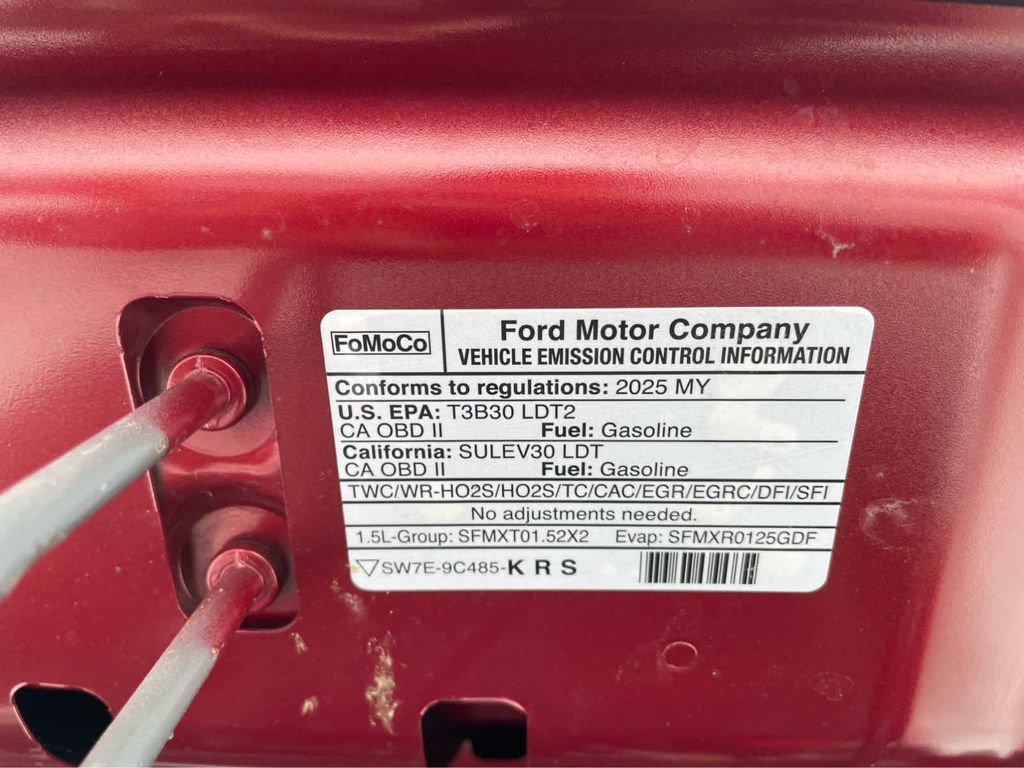 FoMoCo
Ford Motor Company
VEHICLE EMISSION CONTROL INFORMATION
Conforms to regulations: 2025 MY
U.S. EPA: T3B30 LDT2
CA OBD II Fuel: Gasoline
California: SULEV30 LDT
CA OBD II Fuel: Gasoline
TWC/WR-HO2S/HO2S/TC/CAC/EGR/EGRC/DFI/SFI
No adjustments needed.
1.5L-Group: SFMXT01.52X2 Evap: SFMXR0125GDF
SW7E-9C485-K R S